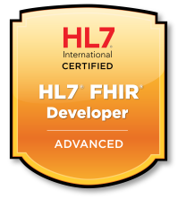 HL7
International
CERTIFIED
HL7® FHIR®
Developer
ADVANCED